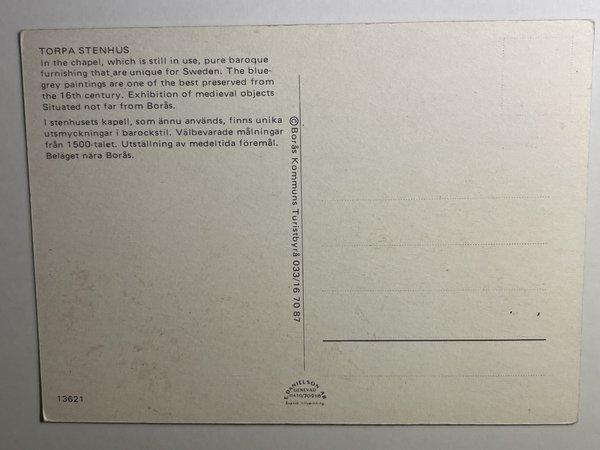 TORPA STENHUS
In the chapel, which is still in use, pure baroque
furnishing that are unique for Sweden. The blue-
grey paintings are one of the best preserved from
the 16th century. Exhibition of medieval objects
Situated not far from Borås.
I stenhusets kapell, som ännu används, finns unika
utsmyckningar i barockstil. Välbevarade målningar
från 1500-talet. Utställning av medeltida föremål.
Beläget nära Borås.
©Borås Kommuns Turistbyrå 033/16 70 87
E. DANIELSON AB
GENEVAD
0430/70918
13621